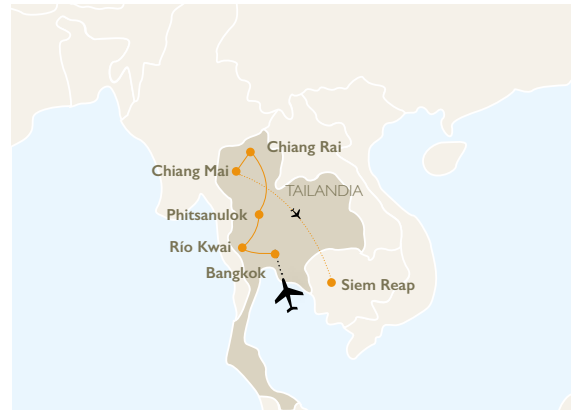 Chiang Rai
Chiang Mai
TAILANDIA
Phitsanulok
Río Kwai
Bangkok
Siem Reap